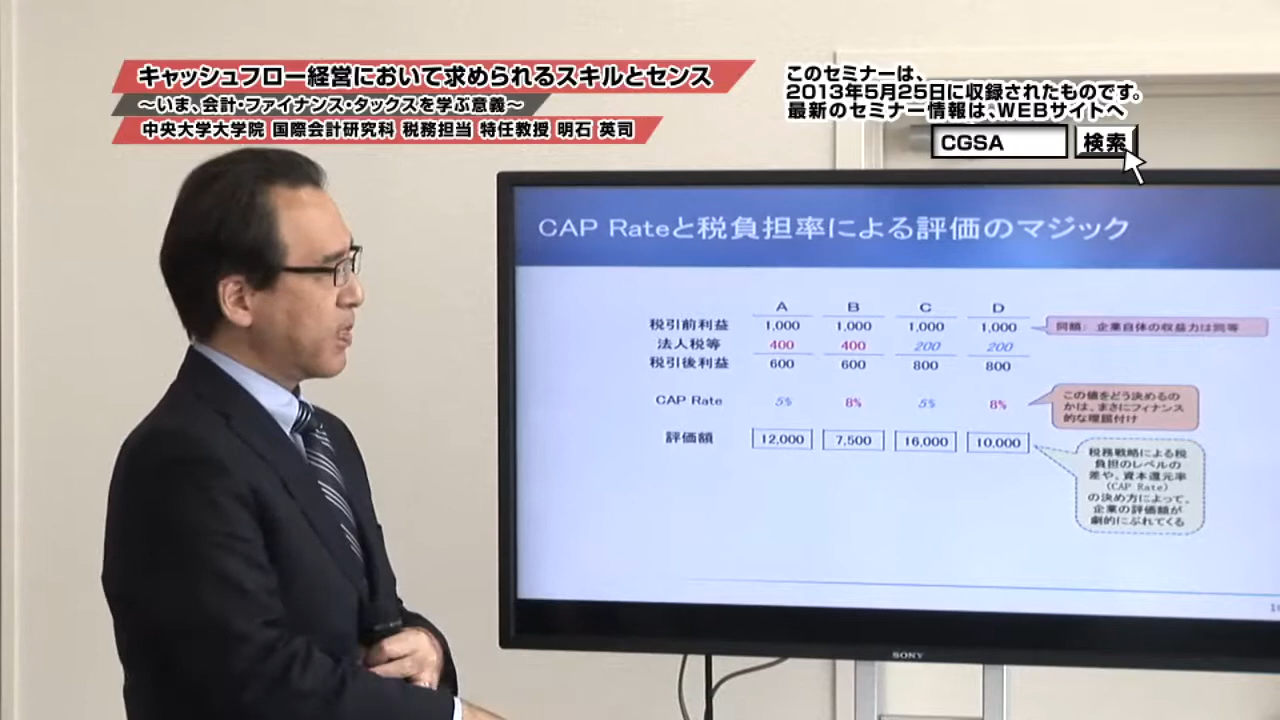 キャッシュフロー経営において求められるスキルとセンス
～いま、会計・ファイナンス・タックスを学ぶ意義～
中央大学大学院 国際会計研究科 税務担当 特任教授 明石 英司
このセミナーは、
2013年5月25日に収録されたものです。
最新のセミナー情報は、WEBサイトへ
CGSA 検索
CAP Rateと税負担率による評価のマジック
A B C D
税引前利益 1,000 1,000 1,000 1,000
同額： 企業自体の収益力は同等
法人税等 400 400 200 200
税引後利益 600 600 800 800
CAP Rate 5% 8% 5% 8%
この値をどう決めるの
かは、まさにフィナンス
的な理屈付け
評価額 12,000 7,500 16,000 10,000
税務戦略による税
負担のレベルの
差や、資本還元率
（CAP Rate）
の決め方によって、
企業の評価額が
劇的にぶれてくる
SONY